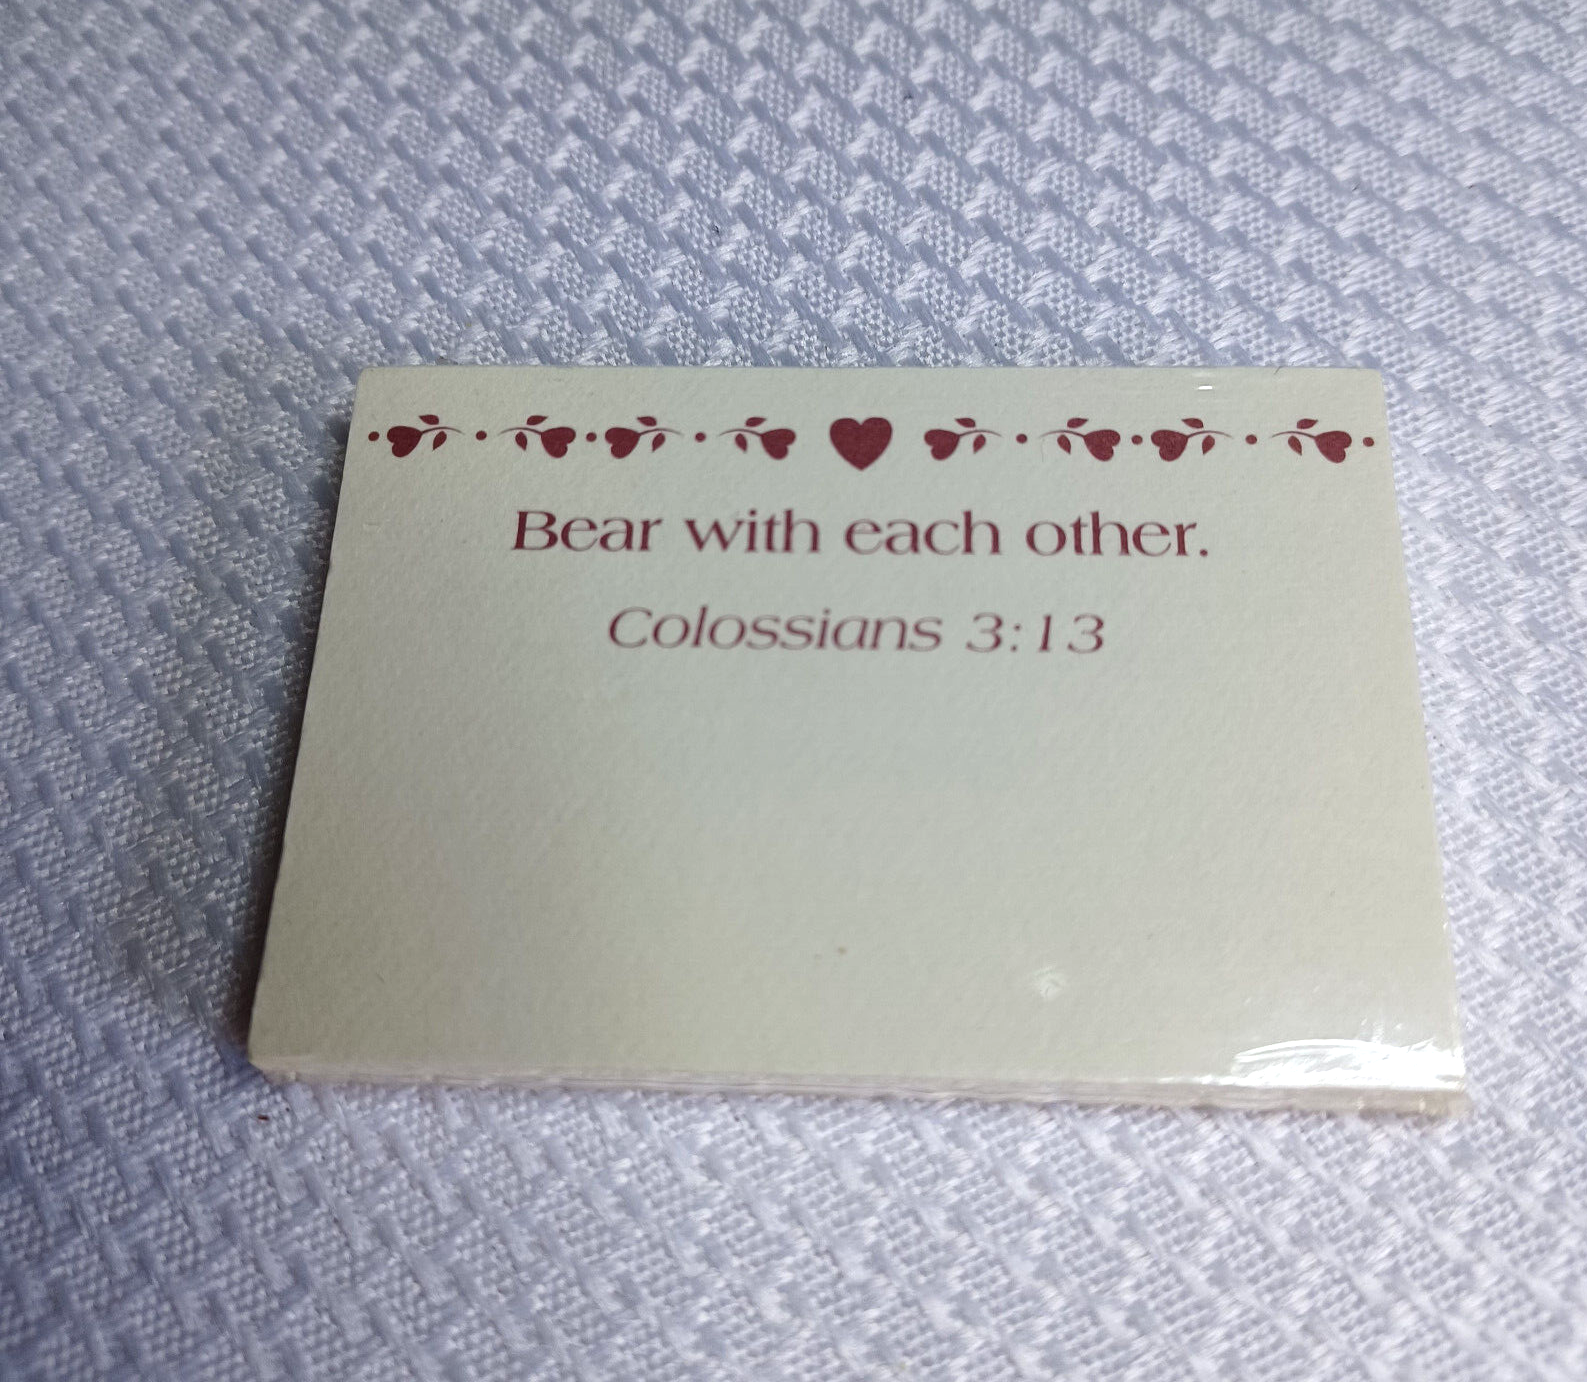 Bear with each other.
Colossians 3:13